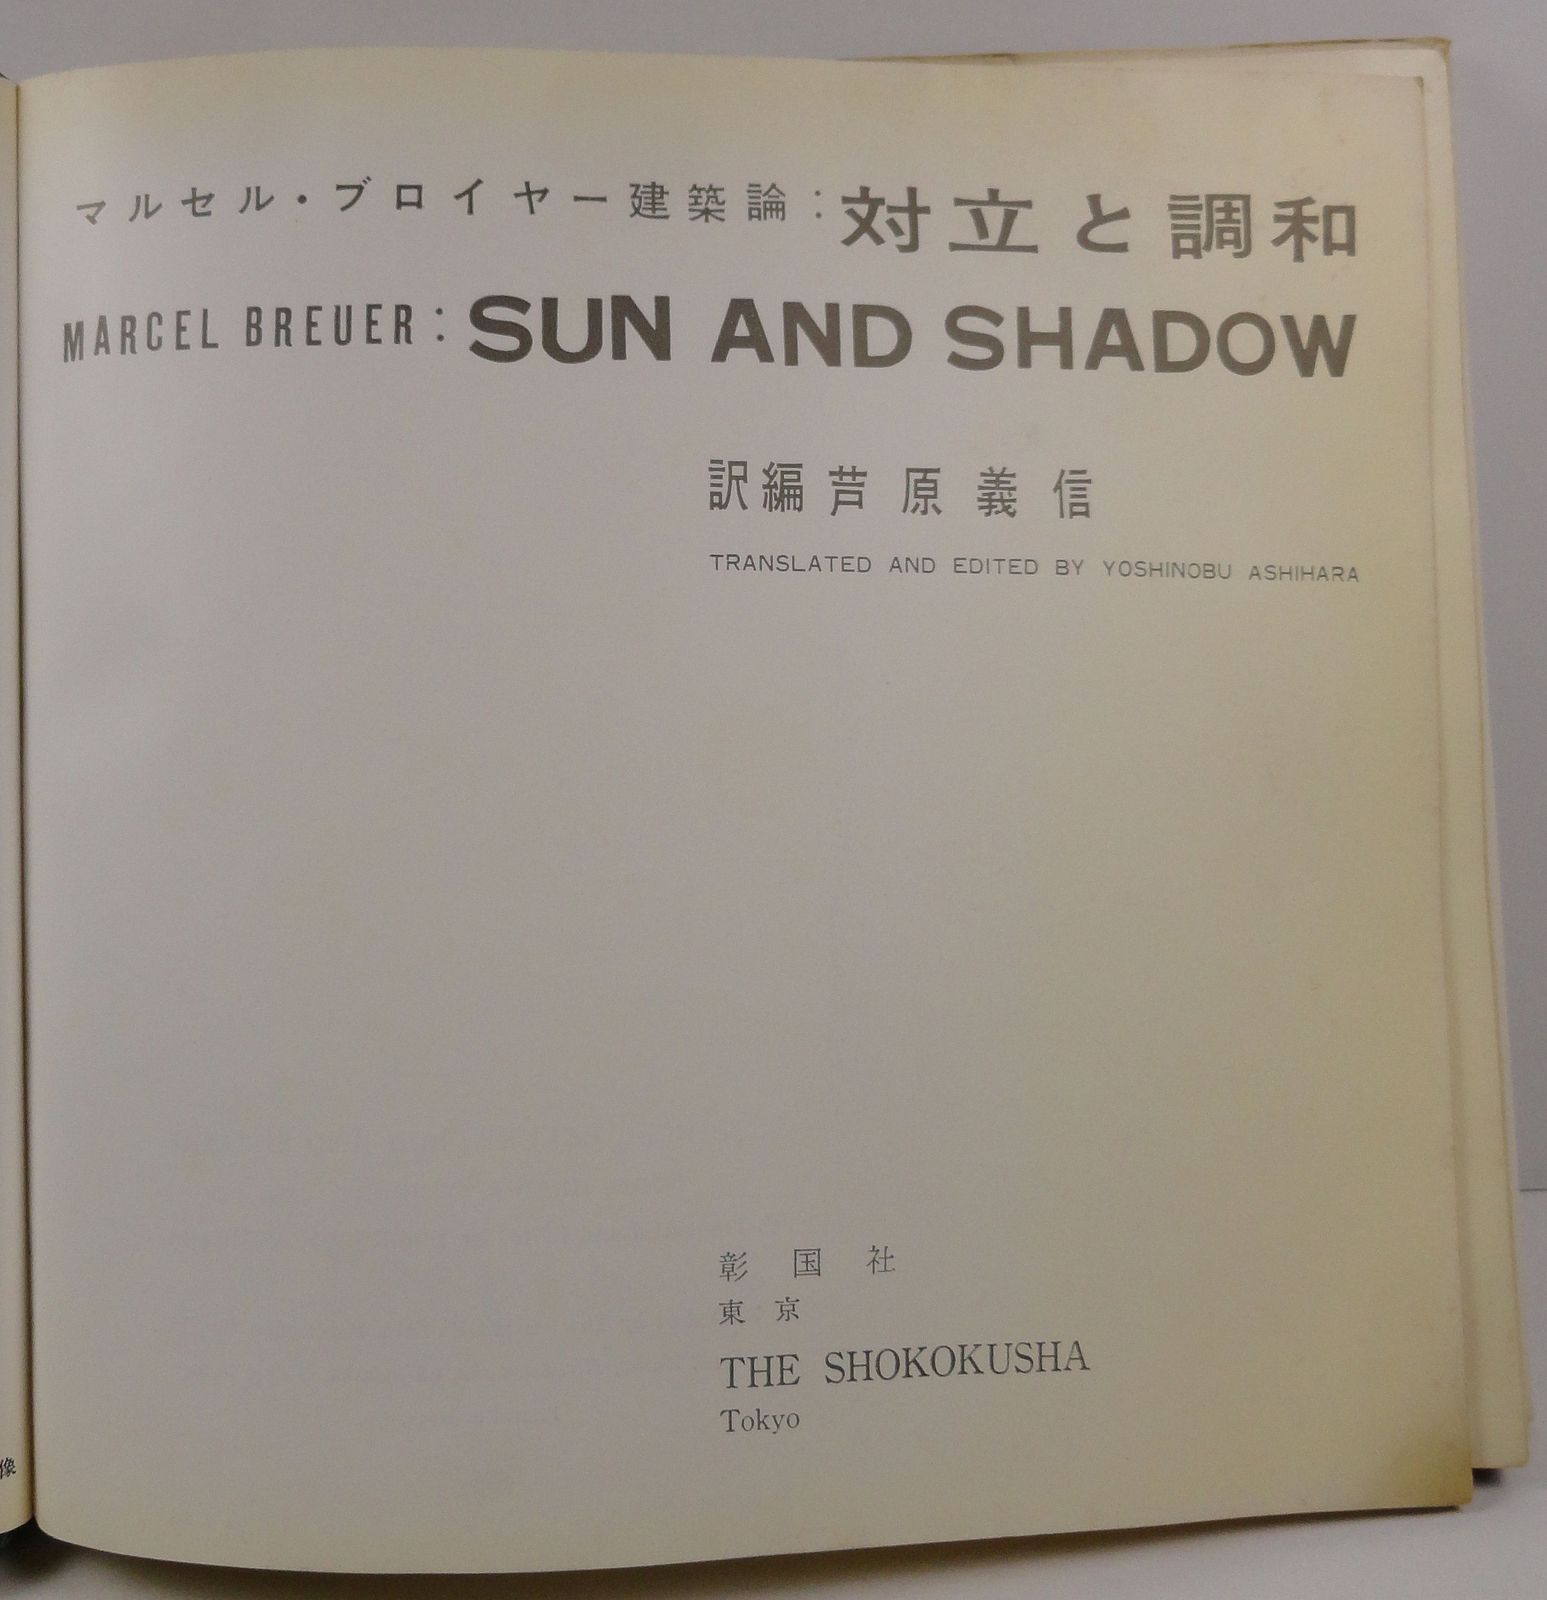 マルセル・ブロイヤー建築論：対立と調和
MARCEL BREUER: SUN AND SHADOW
訳編 芦原義信
TRANSLATED AND EDITED BY YOSHINOBU ASHIHARA
彰国社
東京
THE SHOKOKUSHA
Tokyo
像